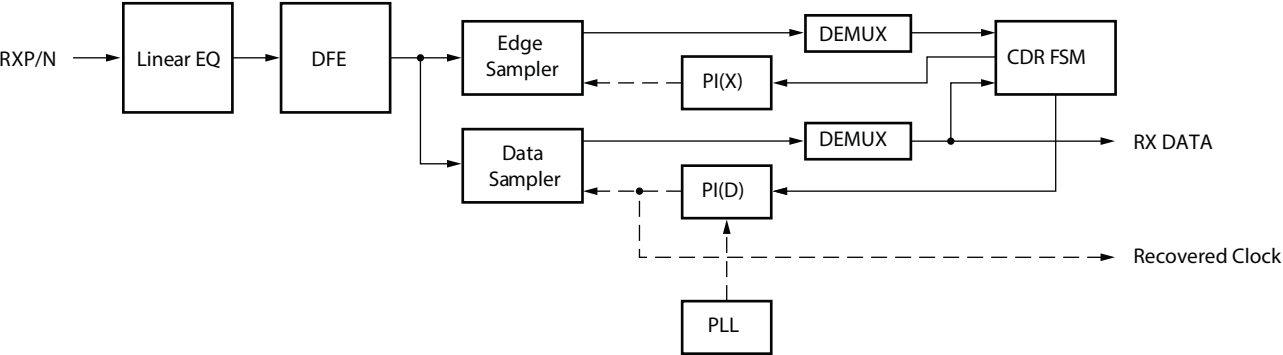 RXP/N
Linear EQ
DFE
Edge
Sampler
DEMUX
CDR FSM
PI(X)
Data
Sampler
DEMUX
RX DATA
PI(D)
Recovered Clock
PLL